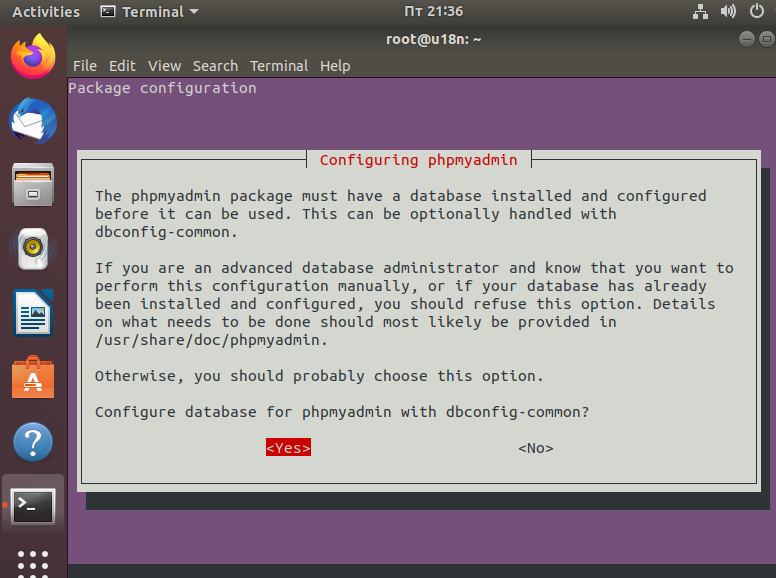 Activities Terminal Пт 21:36
root@u18n: ~
File Edit View Search Terminal Help
Package configuration
Configuring phpmyadmin
The phpmyadmin package must have a database installed and configured
before it can be used. This can be optionally handled with
dbconfig-common.
If you are an advanced database administrator and know that you want to
perform this configuration manually, or if your database has already
been installed and configured, you should refuse this option. Details
on what needs to be done should most likely be provided in
/usr/share/doc/phpmyadmin.
Otherwise, you should probably choose this option.
Configure database for phpmyadmin with dbconfig-common?
<Yes> <No>